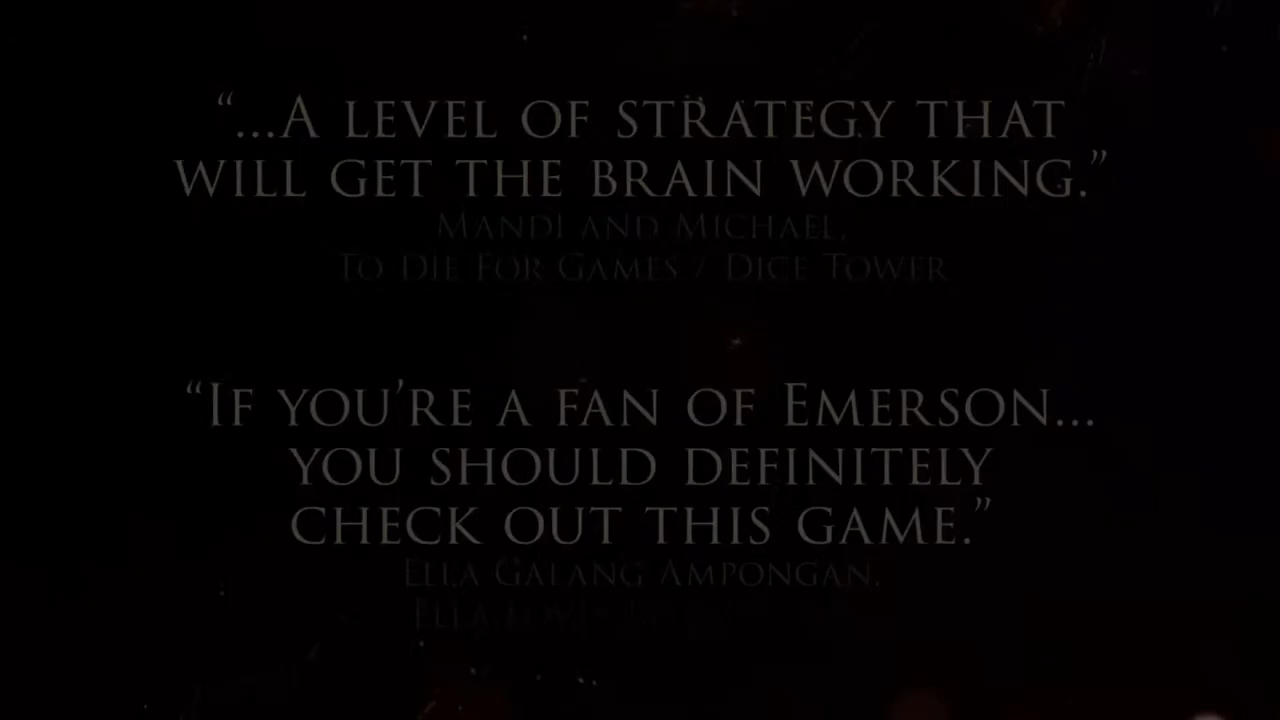 “...A LEVEL OF STRATEGY THAT
WILL GET THE BRAIN WORKING.”
MANDI AND MICHAEL,
TO DIE FOR GAMES / DICE TOWER
“IF YOU’RE A FAN OF EMERSON...
YOU SHOULD DEFINITELY
CHECK OUT THIS GAME.”
ELLA GALANG AMPONGAN,
ELLA